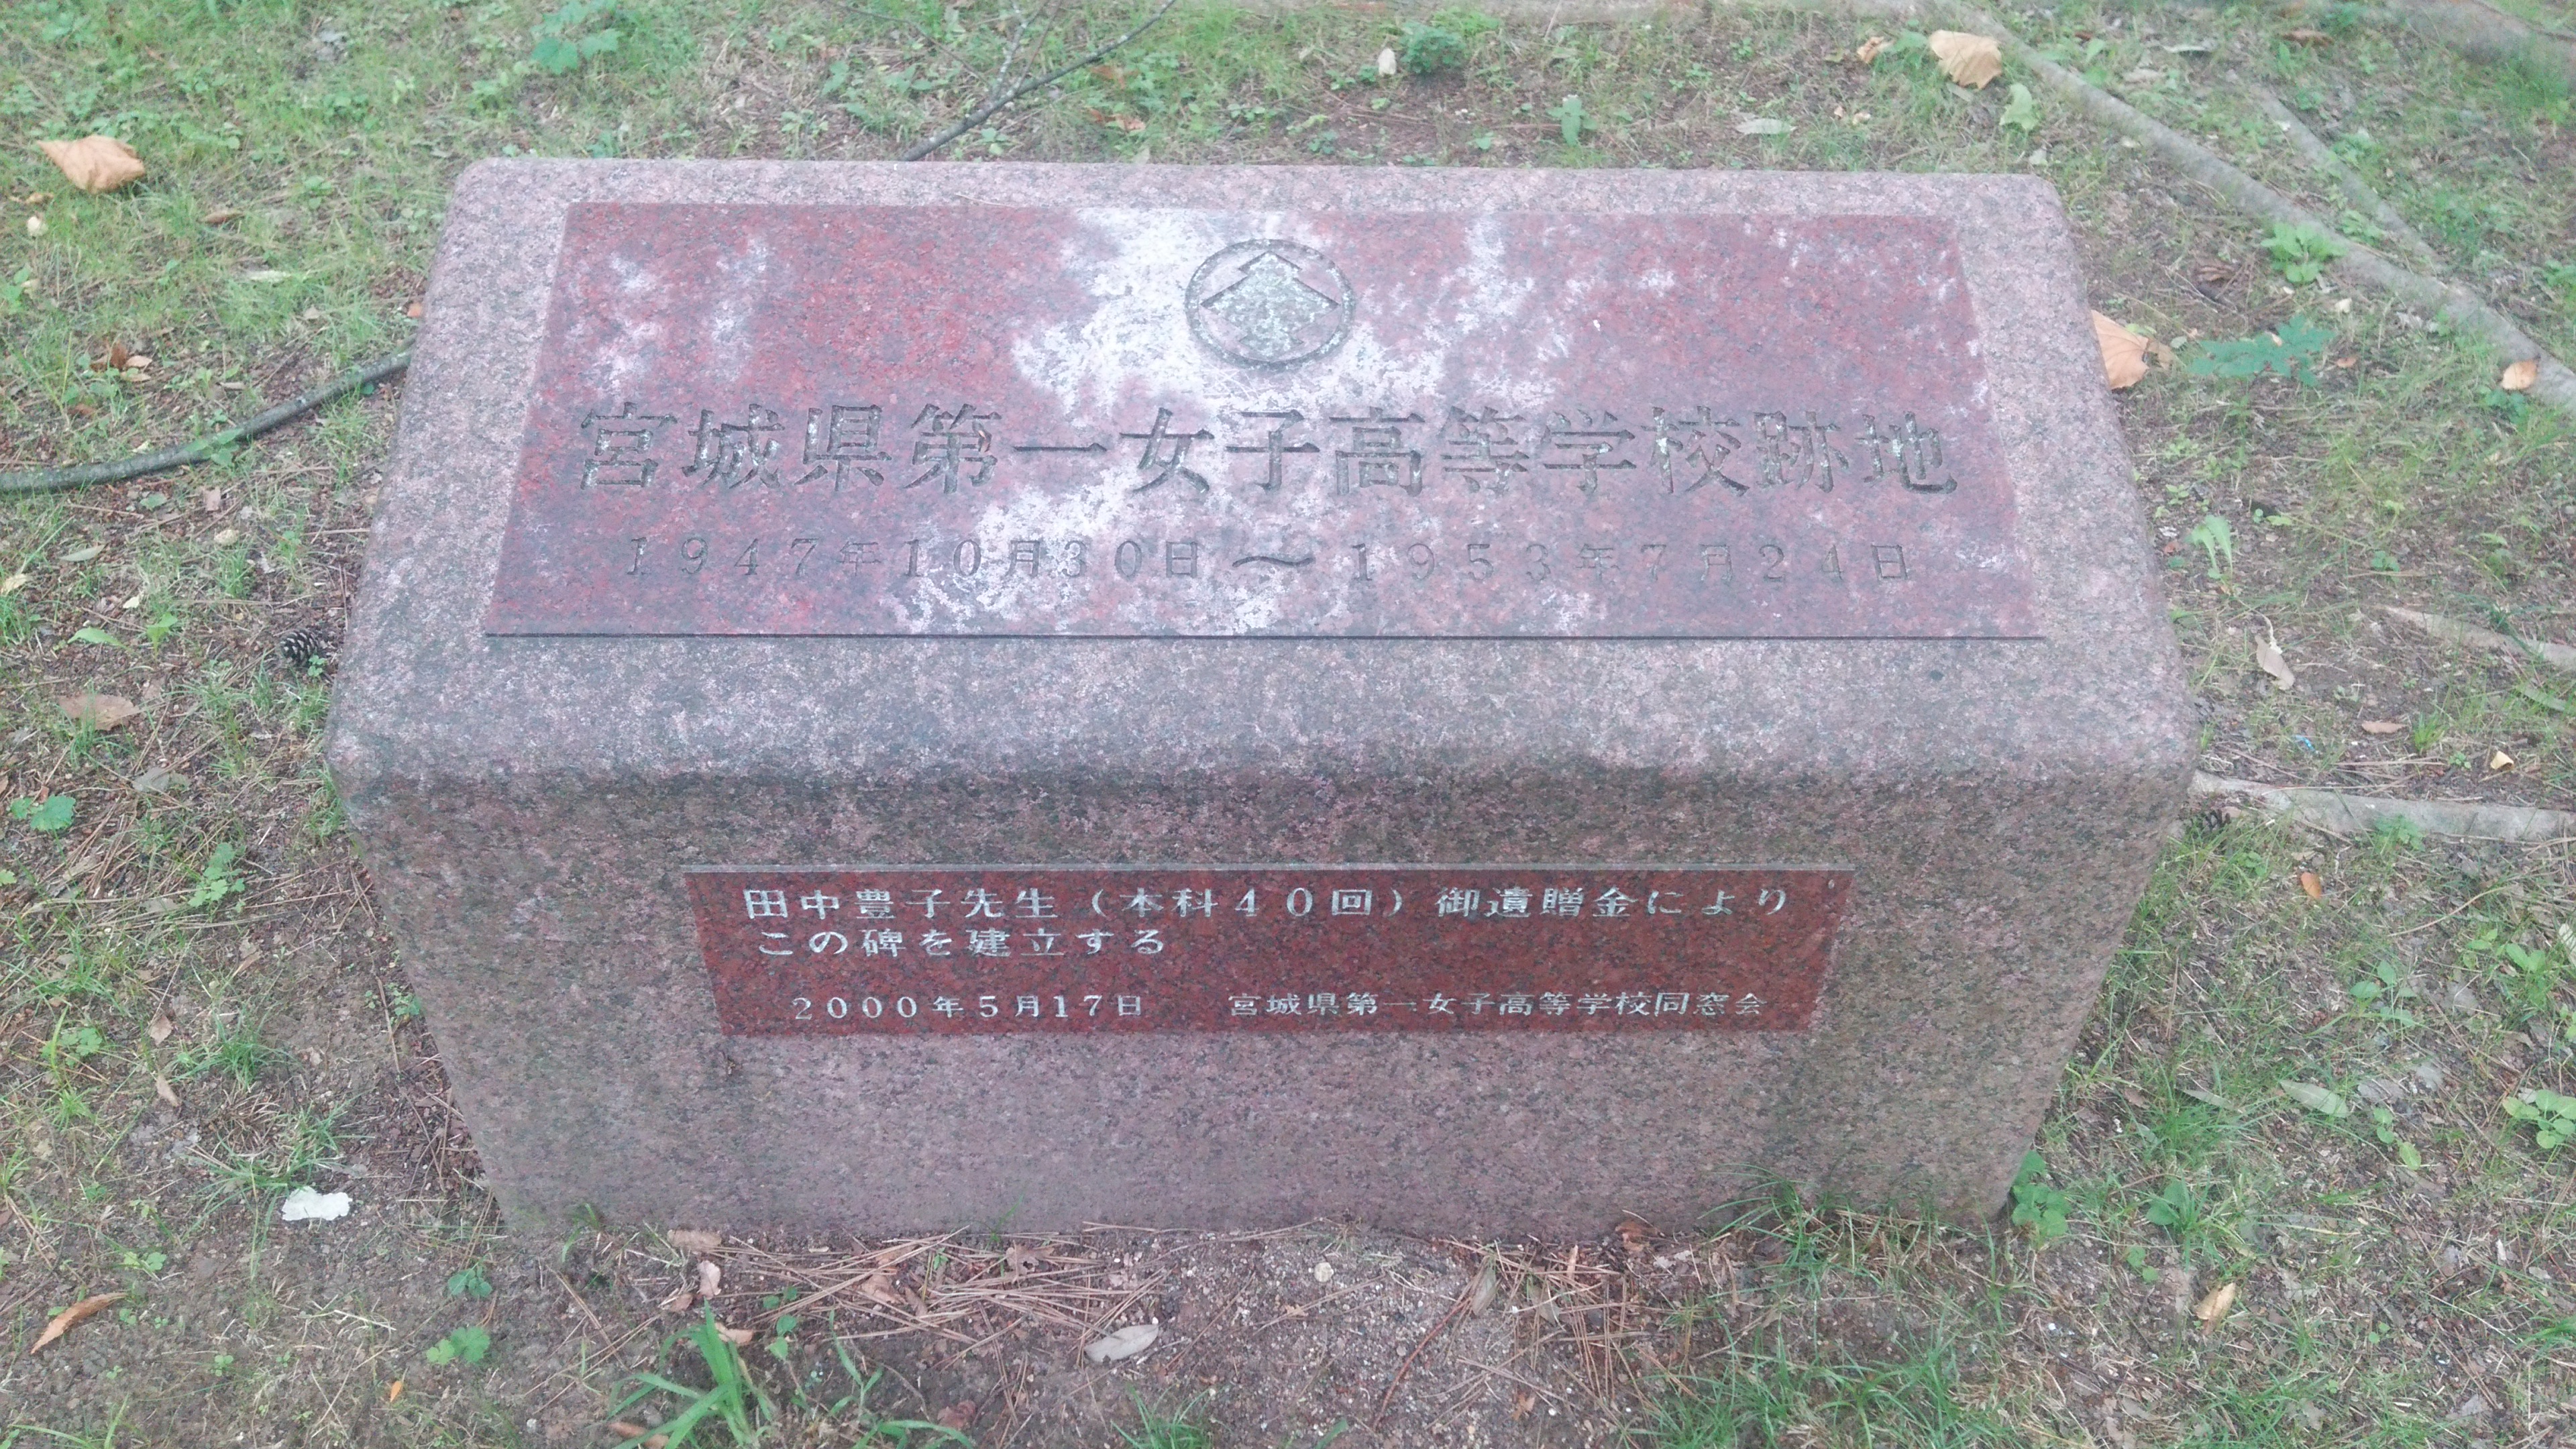 宮城県第一女子高等学校跡地
1947年10月30日〜1953年7月24日
田中豊子先生(本科40回)御遺贈金により
この碑を建立する
2000年5月17日　宮城県第一女子高等学校同窓会